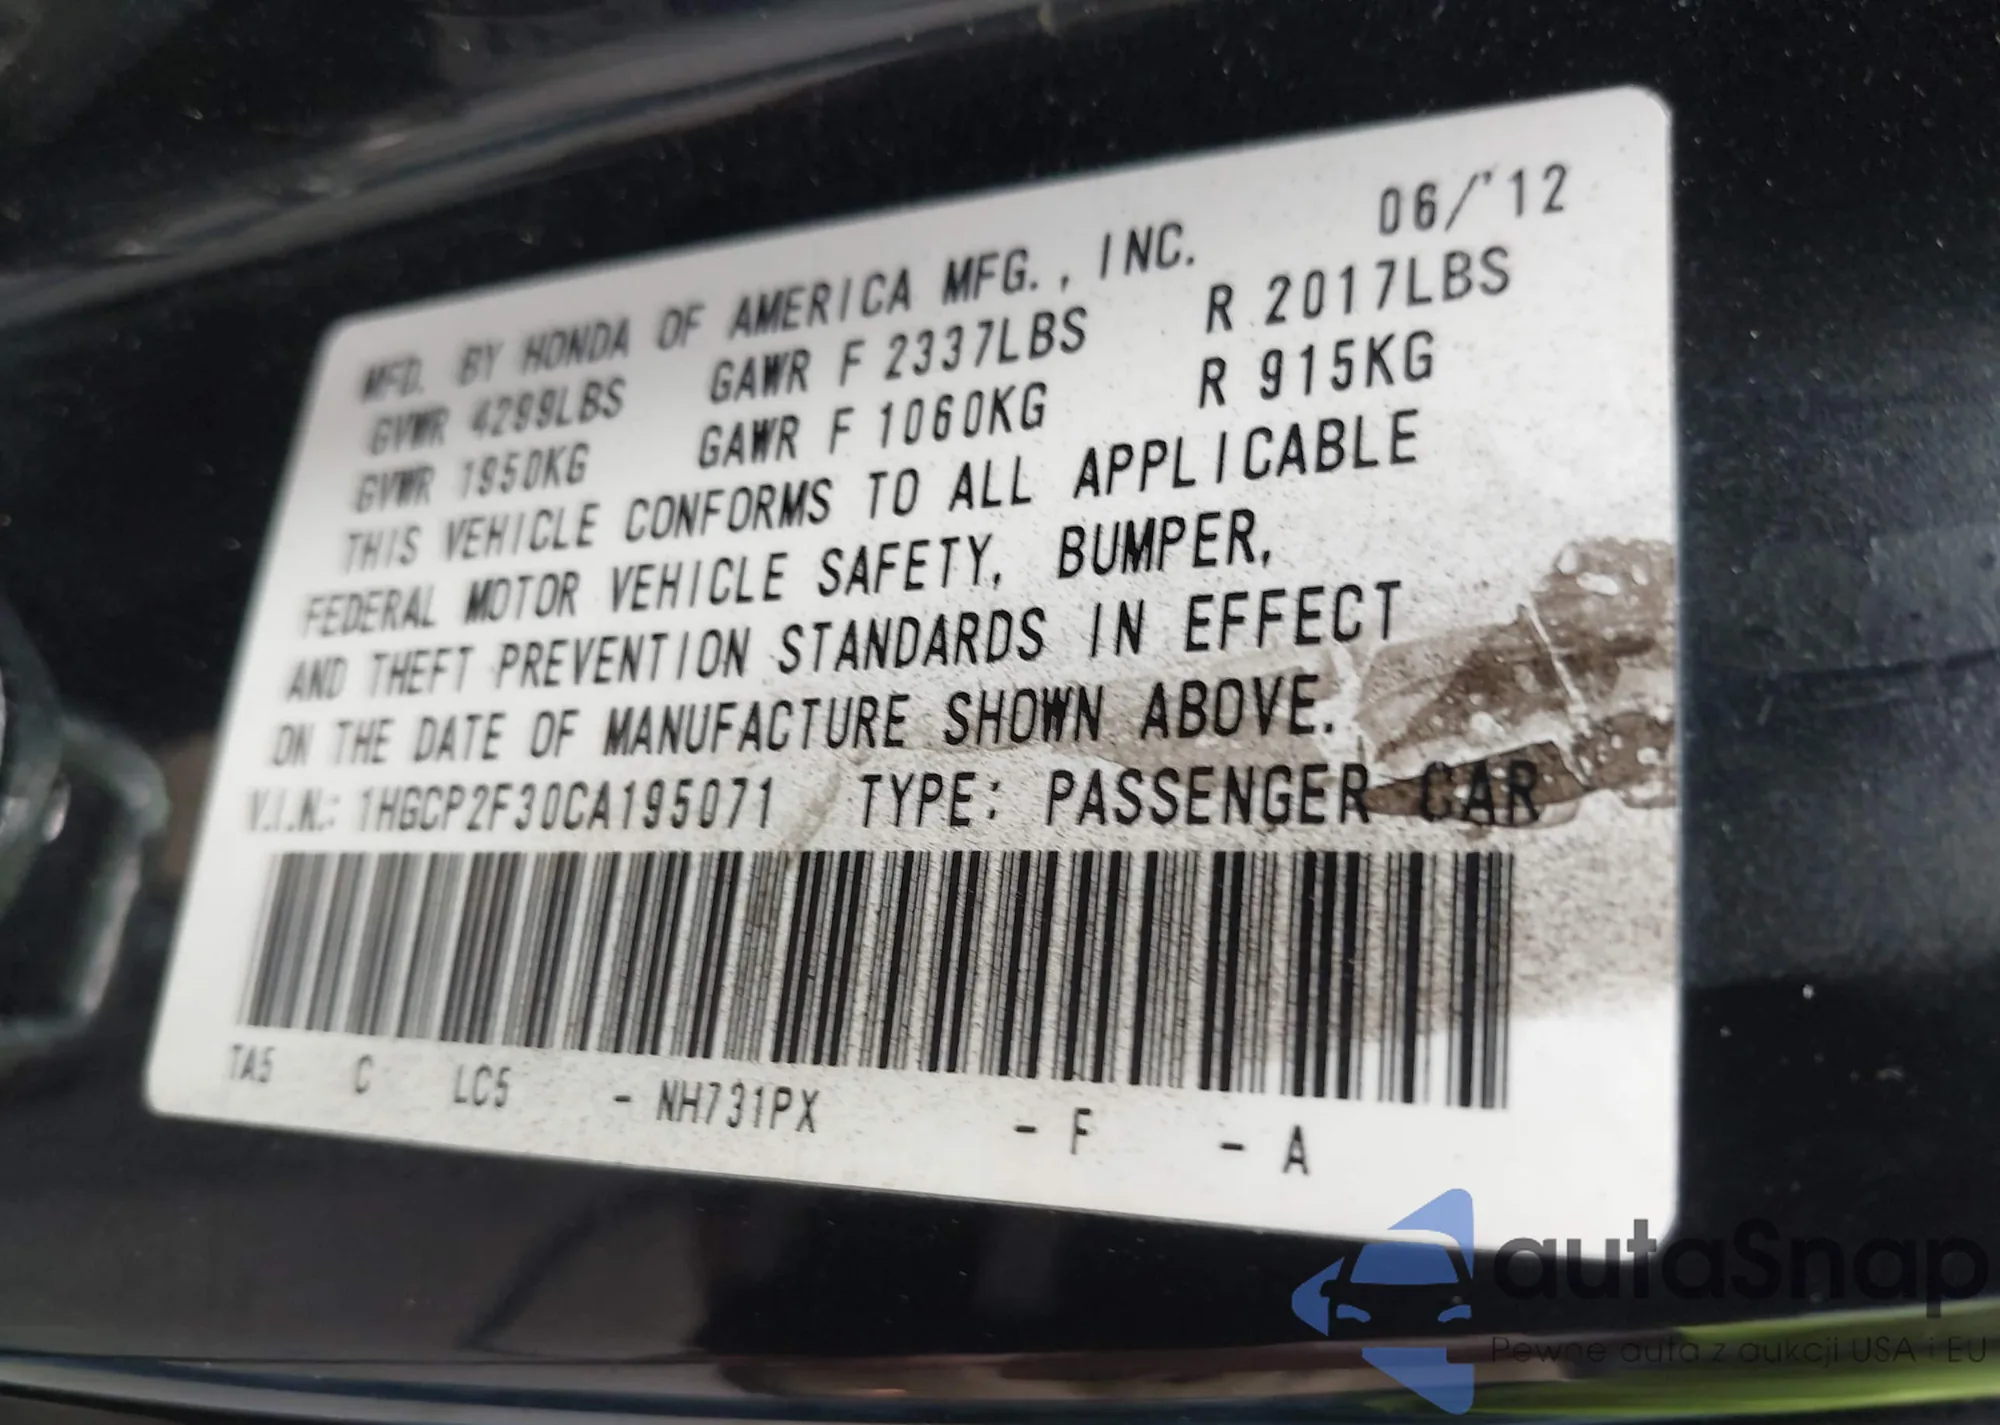 06/'12
MFD. BY HONDA OF AMERICA MFG., INC.
GVWR 4299LBS GAWR F 2337LBS R 2017LBS
GVWR 1950KG GAWR F 1060KG R 915KG
THIS VEHICLE CONFORMS TO ALL APPLICABLE
FEDERAL MOTOR VEHICLE SAFETY, BUMPER,
AND THEFT PREVENTION STANDARDS IN EFFECT
ON THE DATE OF MANUFACTURE SHOWN ABOVE.
V.I.N.: 1HGCP2F30CA195071 TYPE: PASSENGER CAR
TA5 C LC5 - NH731PX - F - A
autaSnap
Pewne auta z aukcji USA i EU